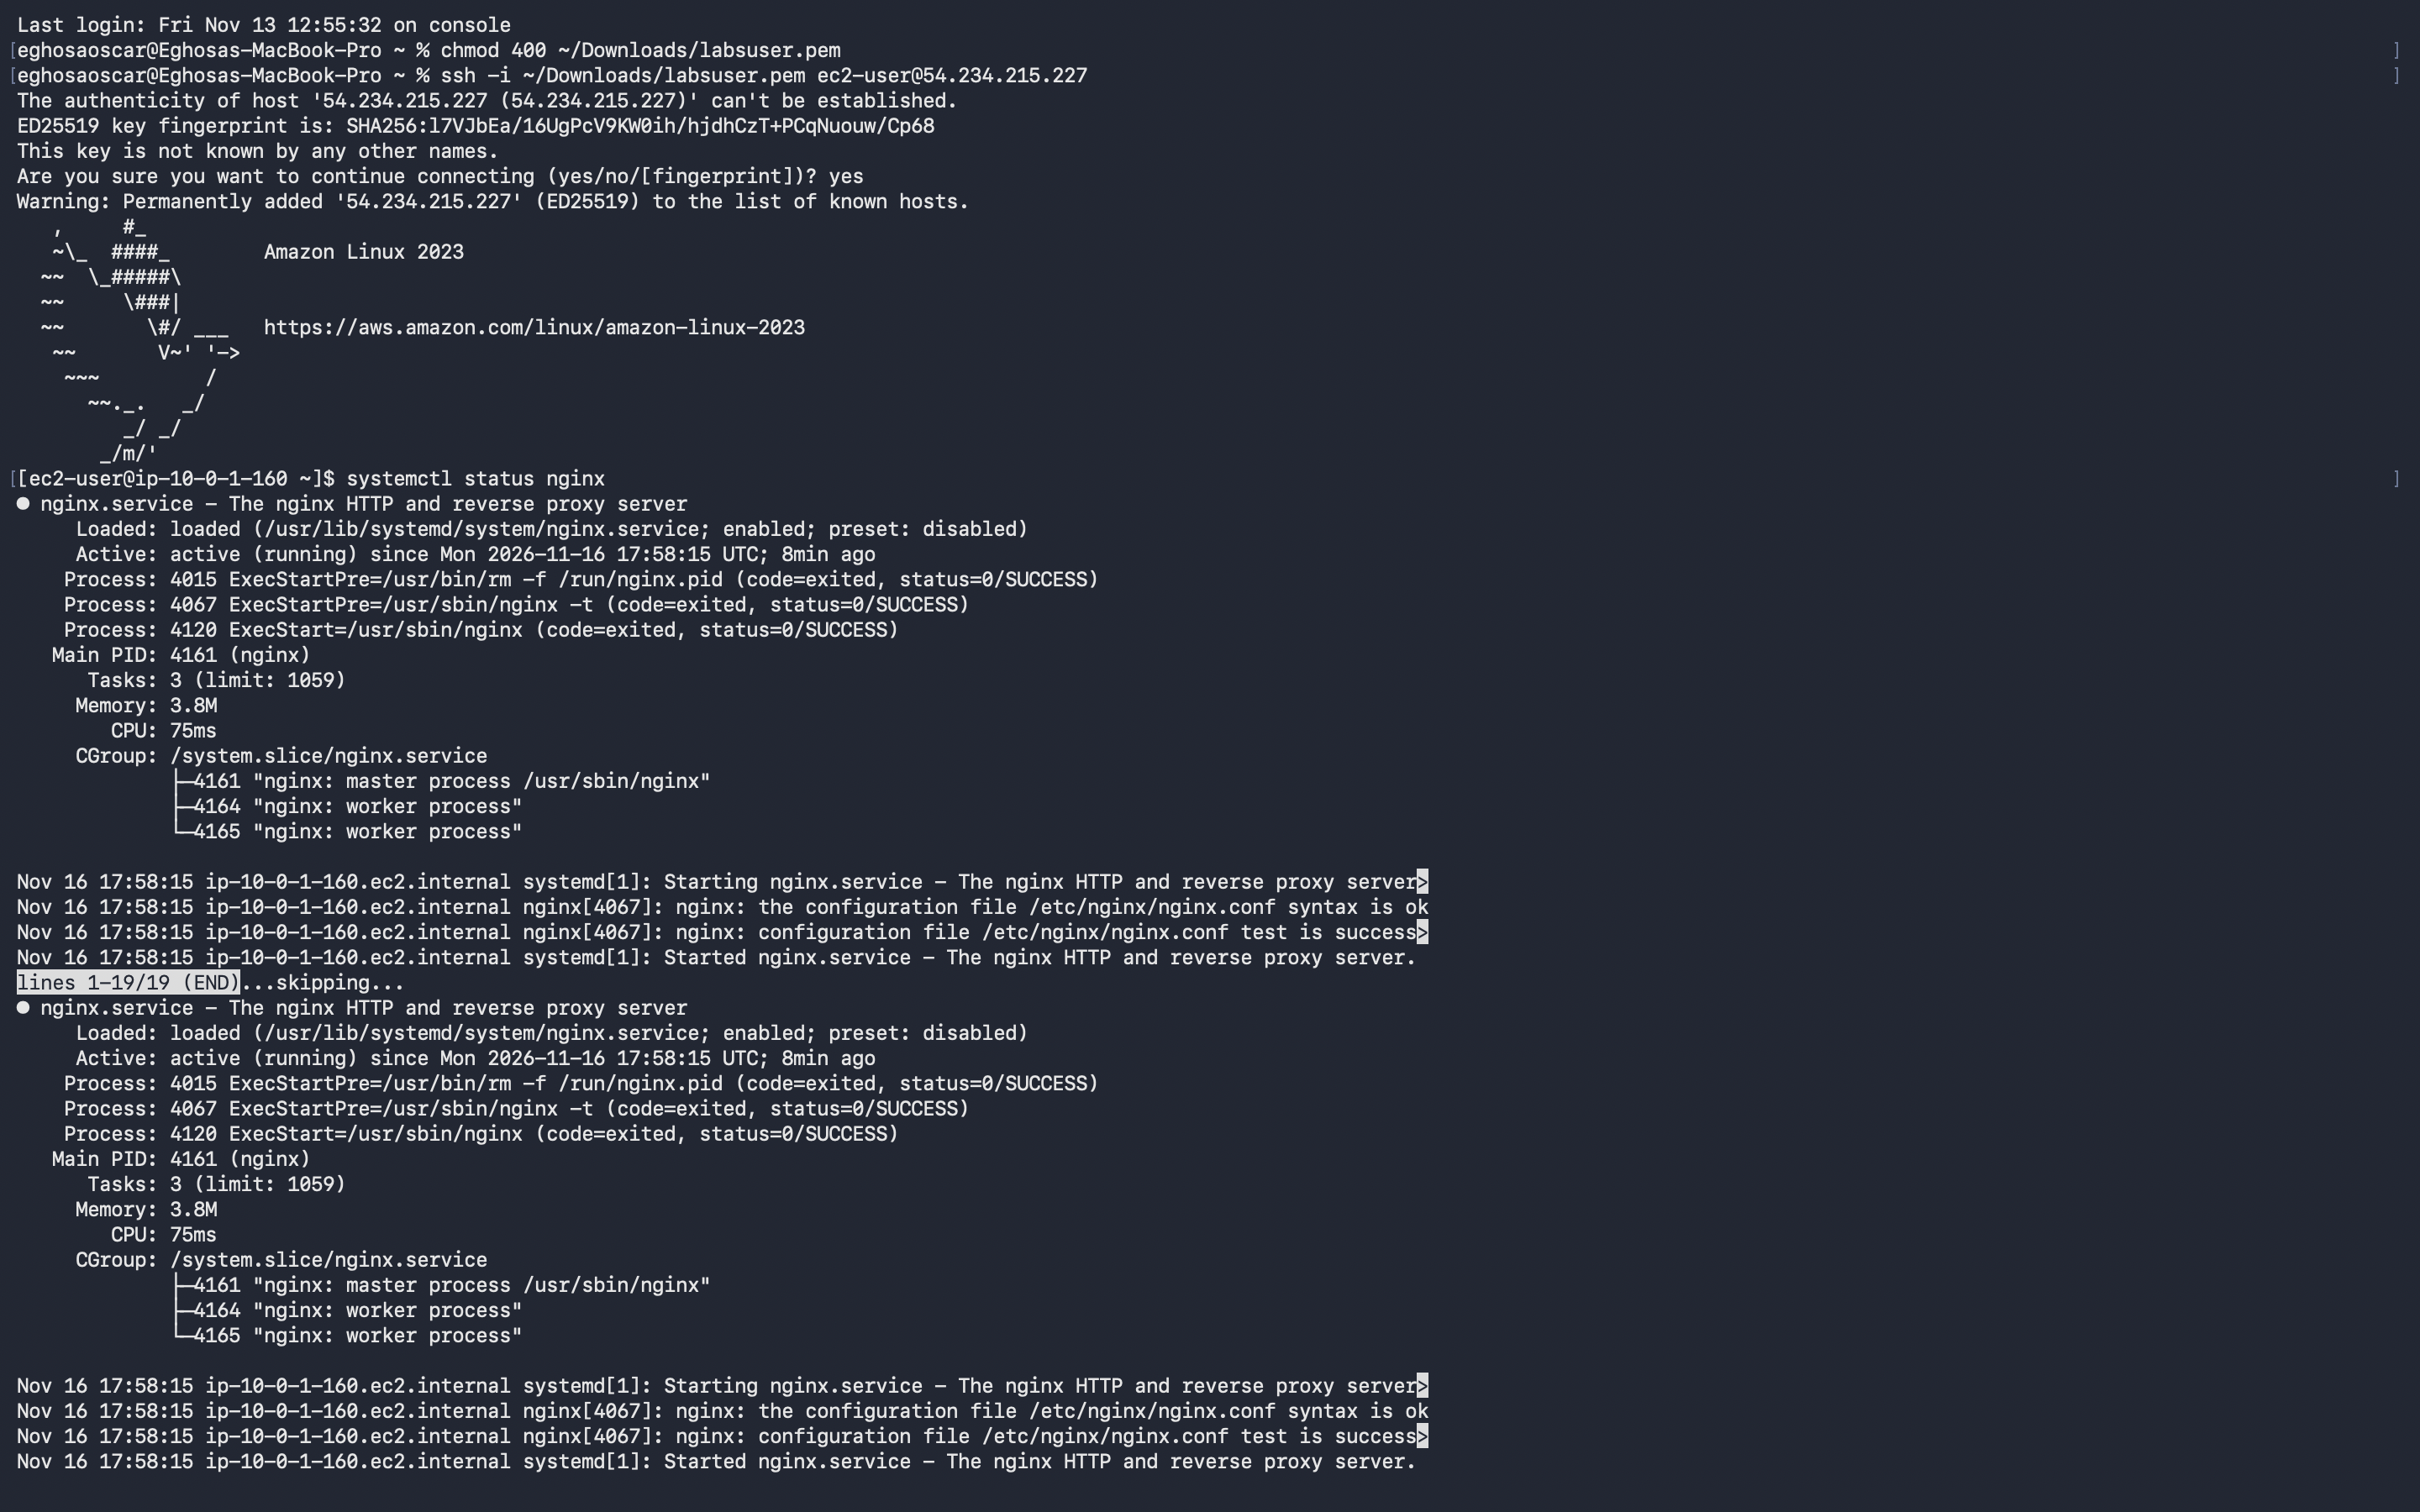 Last login: Fri Nov 13 12:55:32 on console
[eghosaoscar@Eghosas-MacBook-Pro ~ % chmod 400 ~/Downloads/labsuser.pem ]
[eghosaoscar@Eghosas-MacBook-Pro ~ % ssh -i ~/Downloads/labsuser.pem ec2-user@54.234.215.227 ]
The authenticity of host '54.234.215.227 (54.234.215.227)' can't be established.
ED25519 key fingerprint is: SHA256:l7VJbEa/16UgPcV9KW0ih/hjdhCzT+PCqNuouw/Cp68
This key is not known by any other names.
Are you sure you want to continue connecting (yes/no/[fingerprint])? yes
Warning: Permanently added '54.234.215.227' (ED25519) to the list of known hosts.
   ,     #_
   ~\_  ####_        Amazon Linux 2023
  ~~  \_#####\
  ~~     \###|
  ~~       \#/ ___   https://aws.amazon.com/linux/amazon-linux-2023
   ~~       V~' '->
    ~~~         /
      ~~._.   _/
         _/ _/
       _/m/'
[[ec2-user@ip-10-0-1-160 ~]$ systemctl status nginx ]
● nginx.service - The nginx HTTP and reverse proxy server
     Loaded: loaded (/usr/lib/systemd/system/nginx.service; enabled; preset: disabled)
     Active: active (running) since Mon 2026-11-16 17:58:15 UTC; 8min ago
    Process: 4015 ExecStartPre=/usr/bin/rm -f /run/nginx.pid (code=exited, status=0/SUCCESS)
    Process: 4067 ExecStartPre=/usr/sbin/nginx -t (code=exited, status=0/SUCCESS)
    Process: 4120 ExecStart=/usr/sbin/nginx (code=exited, status=0/SUCCESS)
   Main PID: 4161 (nginx)
      Tasks: 3 (limit: 1059)
     Memory: 3.8M
        CPU: 75ms
     CGroup: /system.slice/nginx.service
             ├─4161 "nginx: master process /usr/sbin/nginx"
             ├─4164 "nginx: worker process"
             └─4165 "nginx: worker process"

Nov 16 17:58:15 ip-10-0-1-160.ec2.internal systemd[1]: Starting nginx.service - The nginx HTTP and reverse proxy server>
Nov 16 17:58:15 ip-10-0-1-160.ec2.internal nginx[4067]: nginx: the configuration file /etc/nginx/nginx.conf syntax is ok
Nov 16 17:58:15 ip-10-0-1-160.ec2.internal nginx[4067]: nginx: configuration file /etc/nginx/nginx.conf test is success>
Nov 16 17:58:15 ip-10-0-1-160.ec2.internal systemd[1]: Started nginx.service - The nginx HTTP and reverse proxy server.
lines 1-19/19 (END)...skipping...
● nginx.service - The nginx HTTP and reverse proxy server
     Loaded: loaded (/usr/lib/systemd/system/nginx.service; enabled; preset: disabled)
     Active: active (running) since Mon 2026-11-16 17:58:15 UTC; 8min ago
    Process: 4015 ExecStartPre=/usr/bin/rm -f /run/nginx.pid (code=exited, status=0/SUCCESS)
    Process: 4067 ExecStartPre=/usr/sbin/nginx -t (code=exited, status=0/SUCCESS)
    Process: 4120 ExecStart=/usr/sbin/nginx (code=exited, status=0/SUCCESS)
   Main PID: 4161 (nginx)
      Tasks: 3 (limit: 1059)
     Memory: 3.8M
        CPU: 75ms
     CGroup: /system.slice/nginx.service
             ├─4161 "nginx: master process /usr/sbin/nginx"
             ├─4164 "nginx: worker process"
             └─4165 "nginx: worker process"

Nov 16 17:58:15 ip-10-0-1-160.ec2.internal systemd[1]: Starting nginx.service - The nginx HTTP and reverse proxy server>
Nov 16 17:58:15 ip-10-0-1-160.ec2.internal nginx[4067]: nginx: the configuration file /etc/nginx/nginx.conf syntax is ok
Nov 16 17:58:15 ip-10-0-1-160.ec2.internal nginx[4067]: nginx: configuration file /etc/nginx/nginx.conf test is success>
Nov 16 17:58:15 ip-10-0-1-160.ec2.internal systemd[1]: Started nginx.service - The nginx HTTP and reverse proxy server.